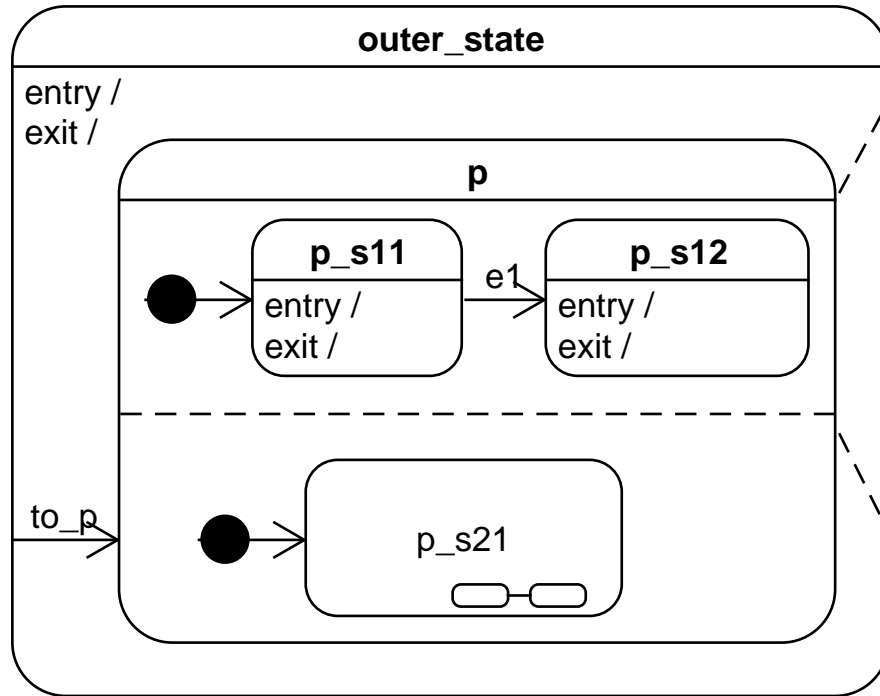 outer_state
entry /
exit /
p
p_s11
p_s12
e1
entry /
exit /
entry /
exit /
to_p
p_s21